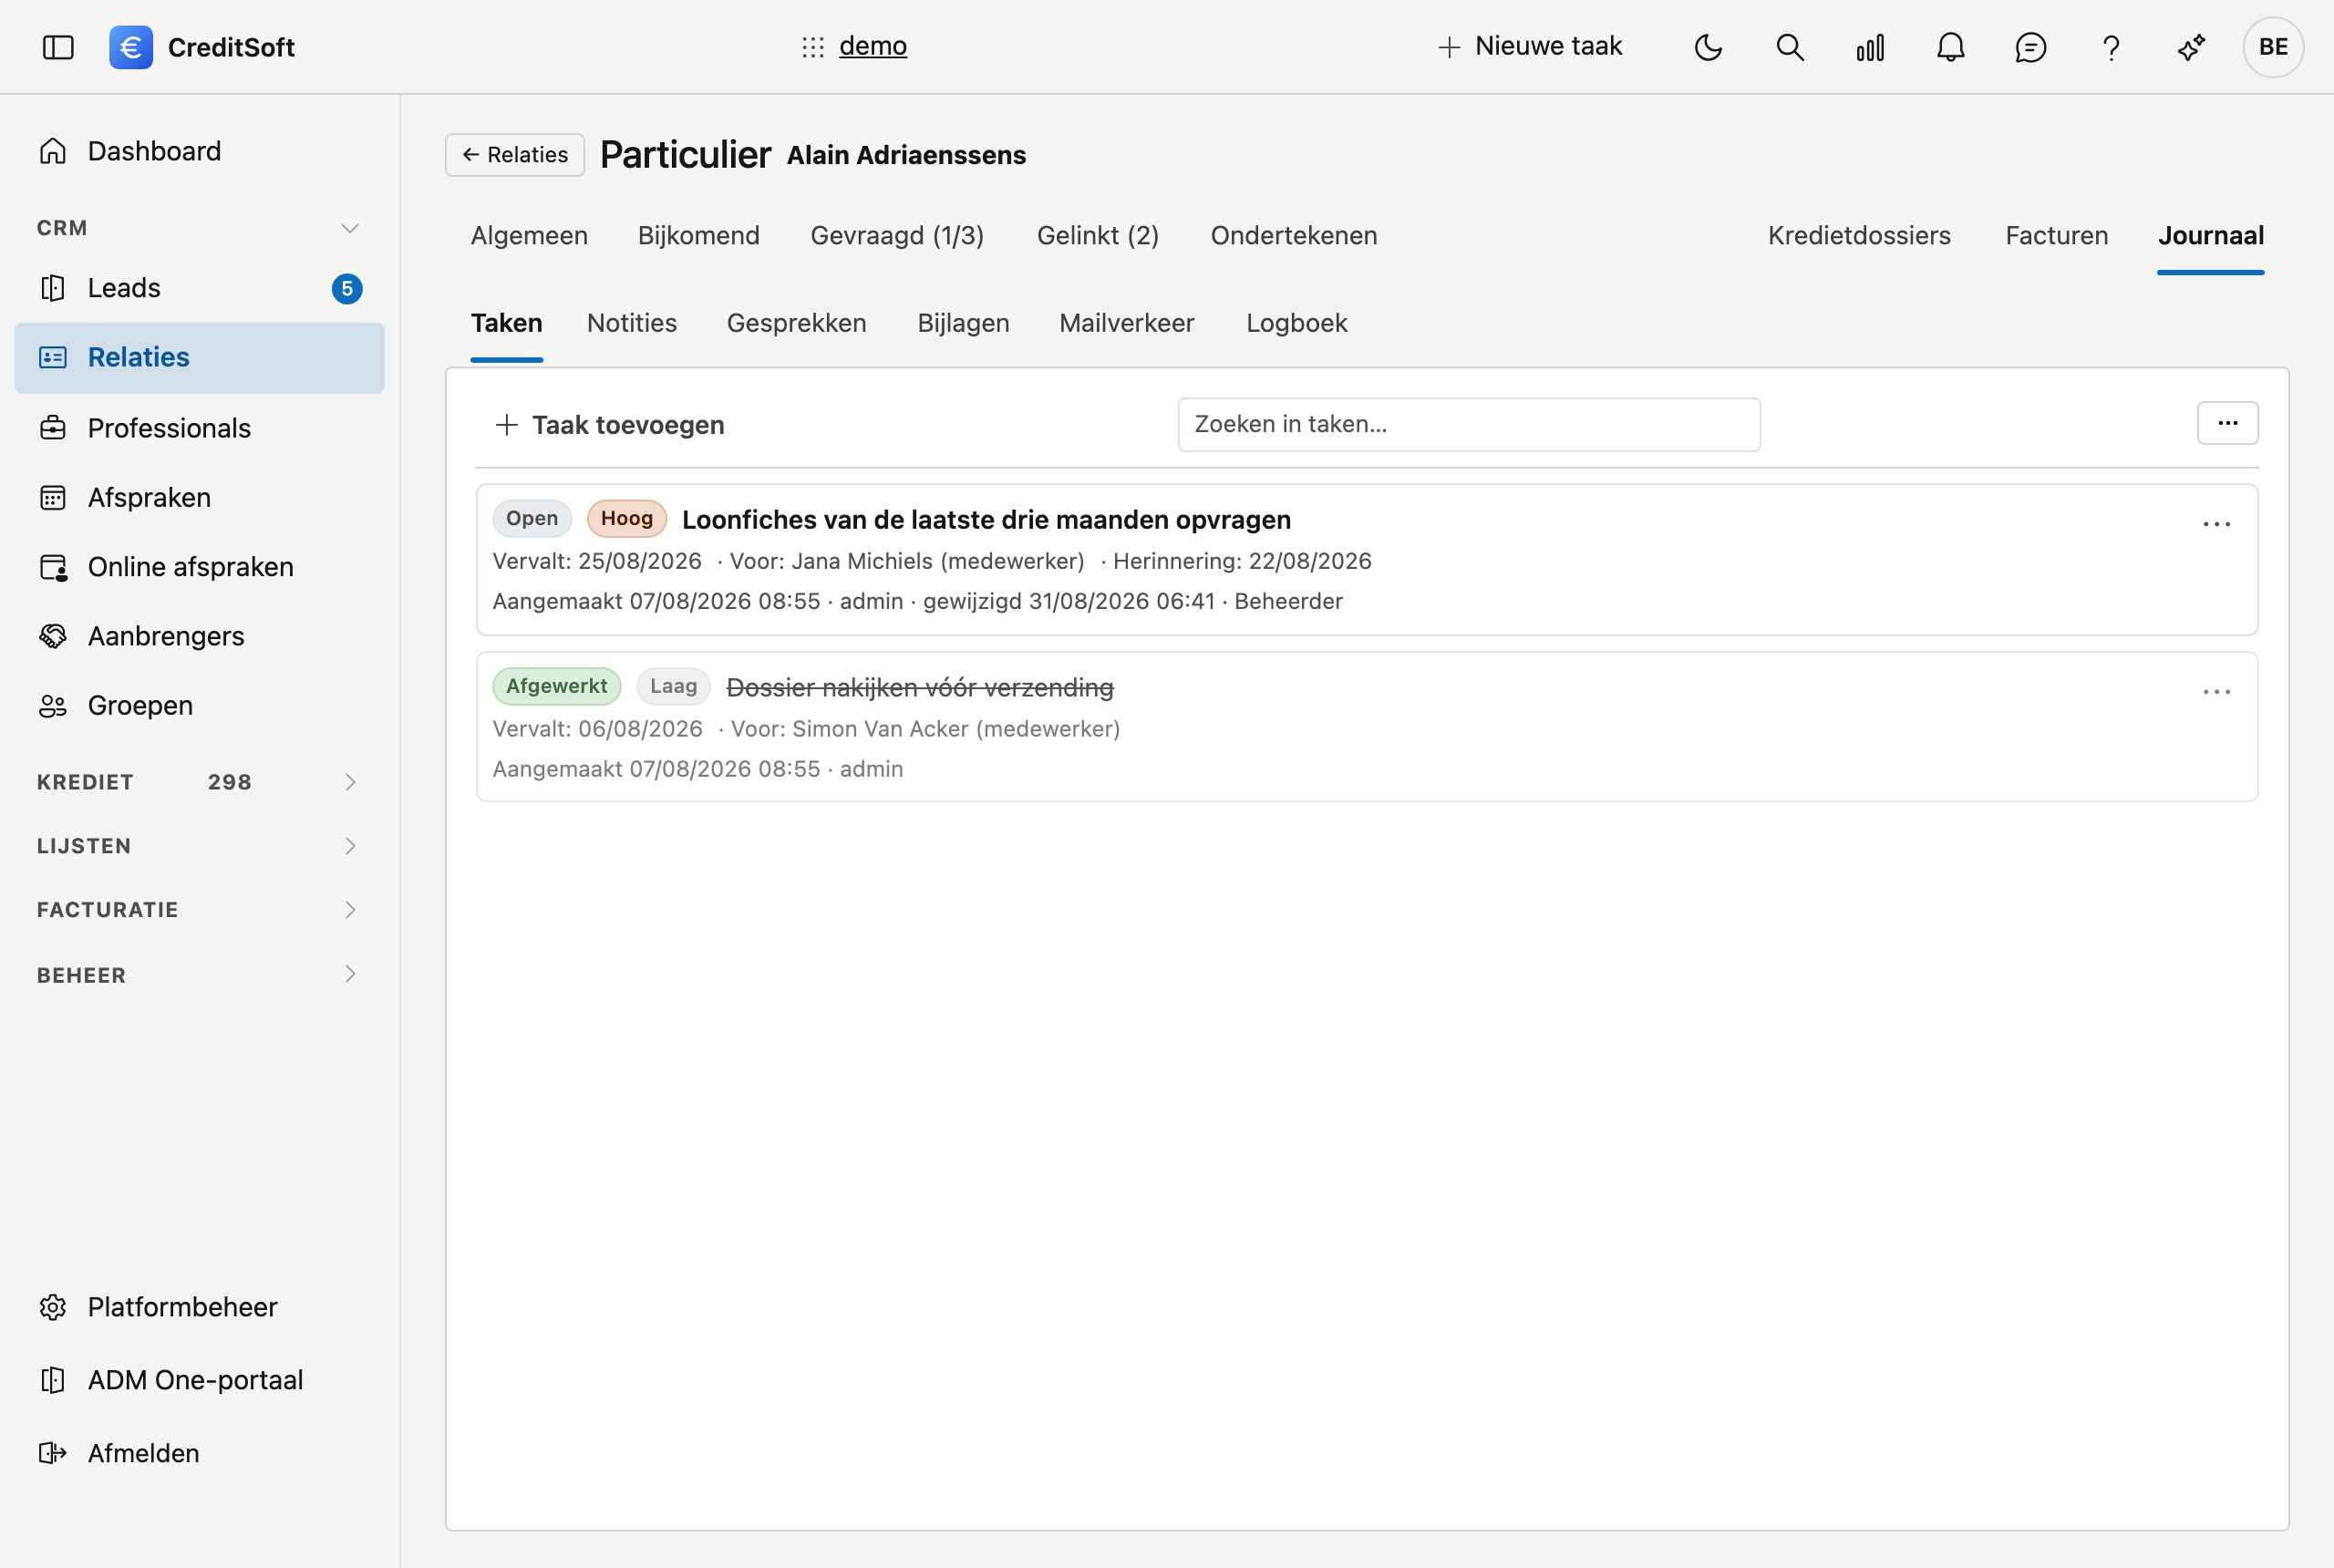 CreditSoft
demo
Nieuwe taak
BE
Dashboard
CRM
Leads 5
Relaties
Professionals
Afspraken
Online afspraken
Aanbrengers
Groepen
KREDIET 298
LIJSTEN
FACTURATIE
BEHEER
Platformbeheer
ADM One-portaal
Afmelden
← Relaties Particulier Alain Adriaenssens
Algemeen Bijkomend Gevraagd (1/3) Gelinkt (2) Ondertekenen Kredietdossiers Facturen Journaal
Taken Notities Gesprekken Bijlagen Mailverkeer Logboek
Taak toevoegen Zoeken in taken...
Open Hoog Loonfiches van de laatste drie maanden opvragen
Vervalt: 25/08/2026 · Voor: Jana Michiels (medewerker) · Herinnering: 22/08/2026
Aangemaakt 07/08/2026 08:55 · admin · gewijzigd 31/08/2026 06:41 · Beheerder
Afgewerkt Laag Dossier nakijken vóór verzending
Vervalt: 06/08/2026 · Voor: Simon Van Acker (medewerker)
Aangemaakt 07/08/2026 08:55 · admin